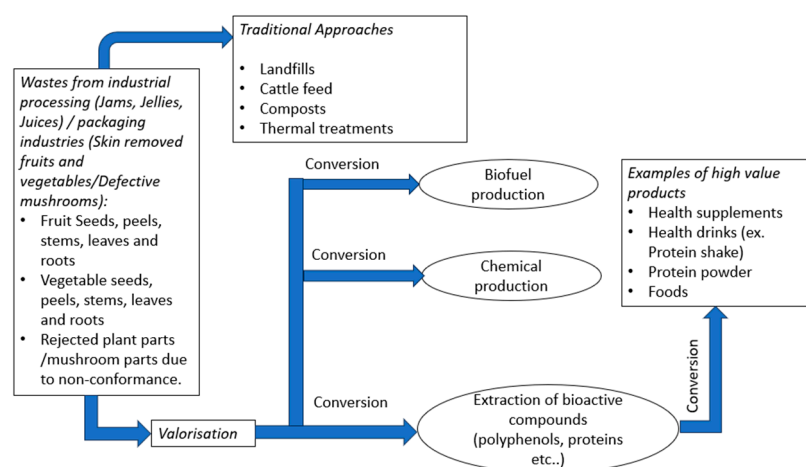 Traditional Approaches
• Landfills
• Cattle feed
• Composts
• Thermal treatments
Wastes from industrial
processing (Jams, Jellies,
Juices) / packaging
industries (Skin removed
fruits and
vegetables/Defective
mushrooms):
• Fruit Seeds, peels,
stems, leaves and
roots
• Vegetable seeds,
peels, stems, leaves
and roots
• Rejected plant parts
/mushroom parts due
to non-conformance.
Valorisation
Conversion
Biofuel
production
Conversion
Chemical
production
Conversion
Extraction of bioactive
compounds
(polyphenols, proteins
etc..)
Conversion
Examples of high value
products
• Health supplements
• Health drinks (ex.
Protein shake)
• Protein powder
• Foods